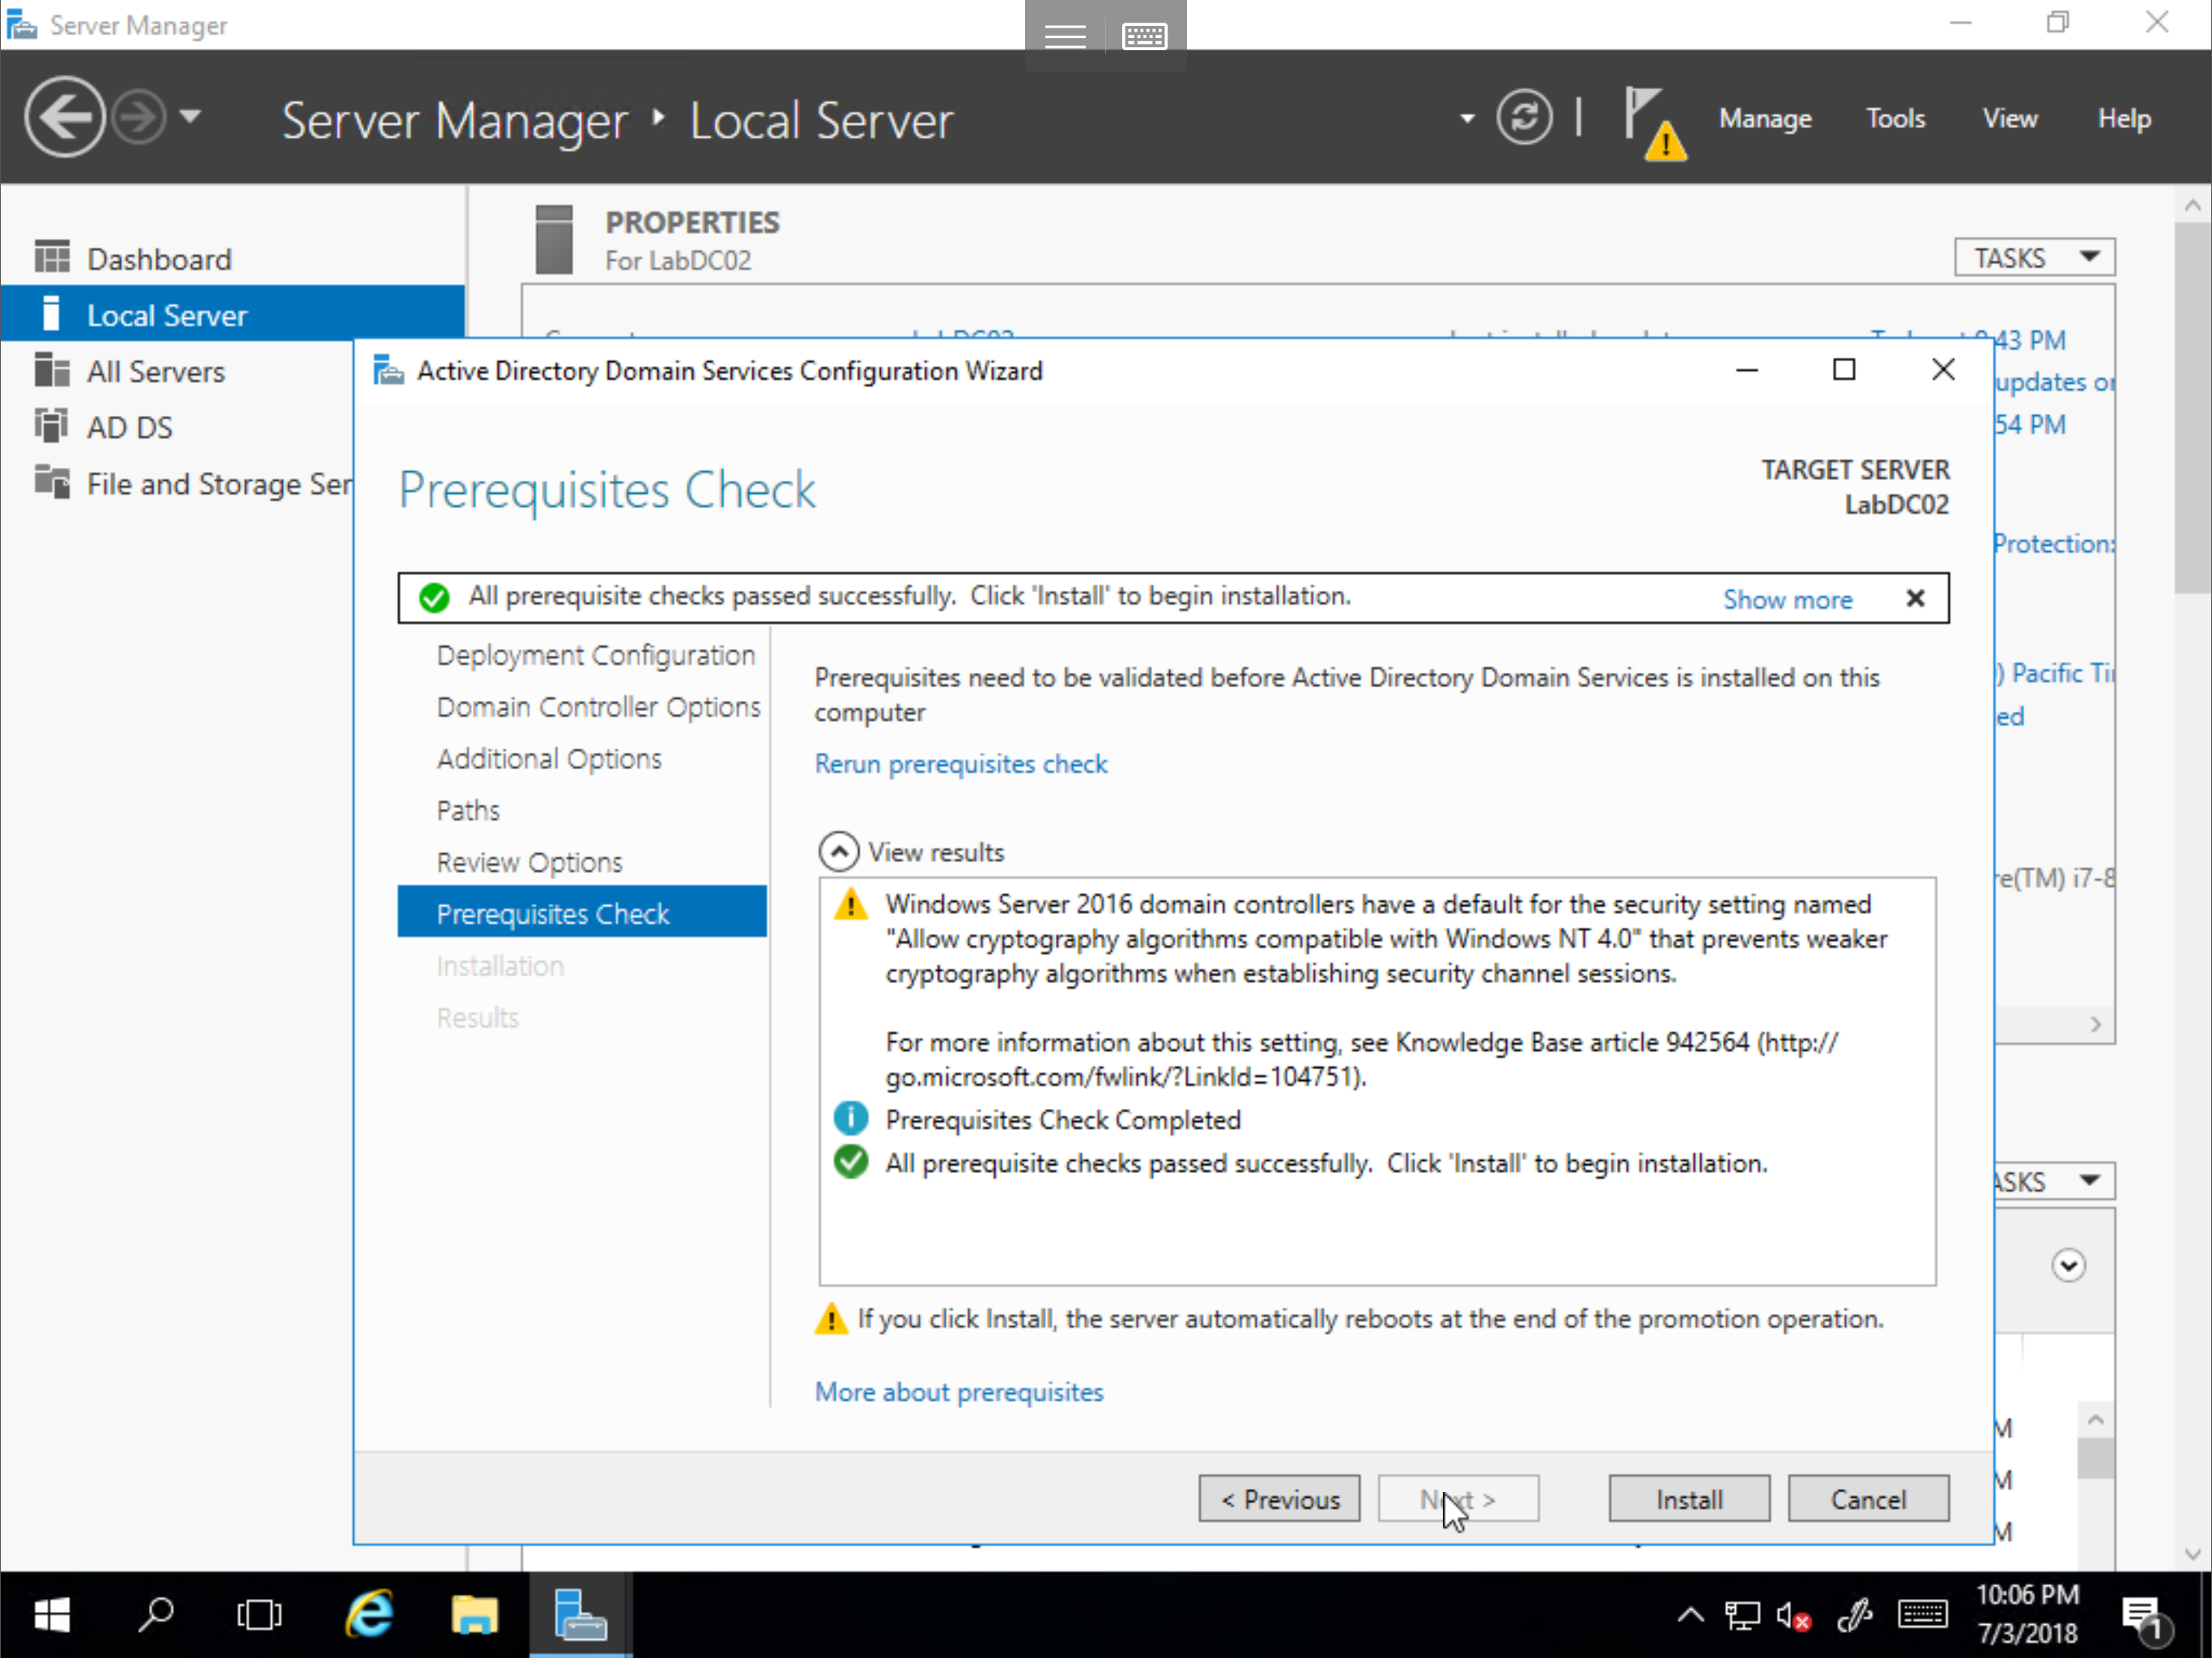 Server Manager
Server Manager ‣ Local Server
Manage Tools View Help
Dashboard
Local Server
All Servers
AD DS
File and Storage Ser
PROPERTIES
For LabDC02
TASKS
43 PM
updates or
54 PM
Protection:
) Pacific Ti
ed
re(TM) i7-8
ASKS
M
M
M
Active Directory Domain Services Configuration Wizard
Prerequisites Check
TARGET SERVER
LabDC02
All prerequisite checks passed successfully.  Click 'Install' to begin installation.
Show more
Deployment Configuration
Domain Controller Options
Additional Options
Paths
Review Options
Prerequisites Check
Installation
Results
Prerequisites need to be validated before Active Directory Domain Services is installed on this
computer
Rerun prerequisites check
View results
Windows Server 2016 domain controllers have a default for the security setting named
"Allow cryptography algorithms compatible with Windows NT 4.0" that prevents weaker
cryptography algorithms when establishing security channel sessions.
For more information about this setting, see Knowledge Base article 942564 (http://
go.microsoft.com/fwlink/?LinkId=104751).
Prerequisites Check Completed
All prerequisite checks passed successfully.  Click 'Install' to begin installation.
If you click Install, the server automatically reboots at the end of the promotion operation.
More about prerequisites
< Previous
Next >
Install
Cancel
10:06 PM
7/3/2018
1